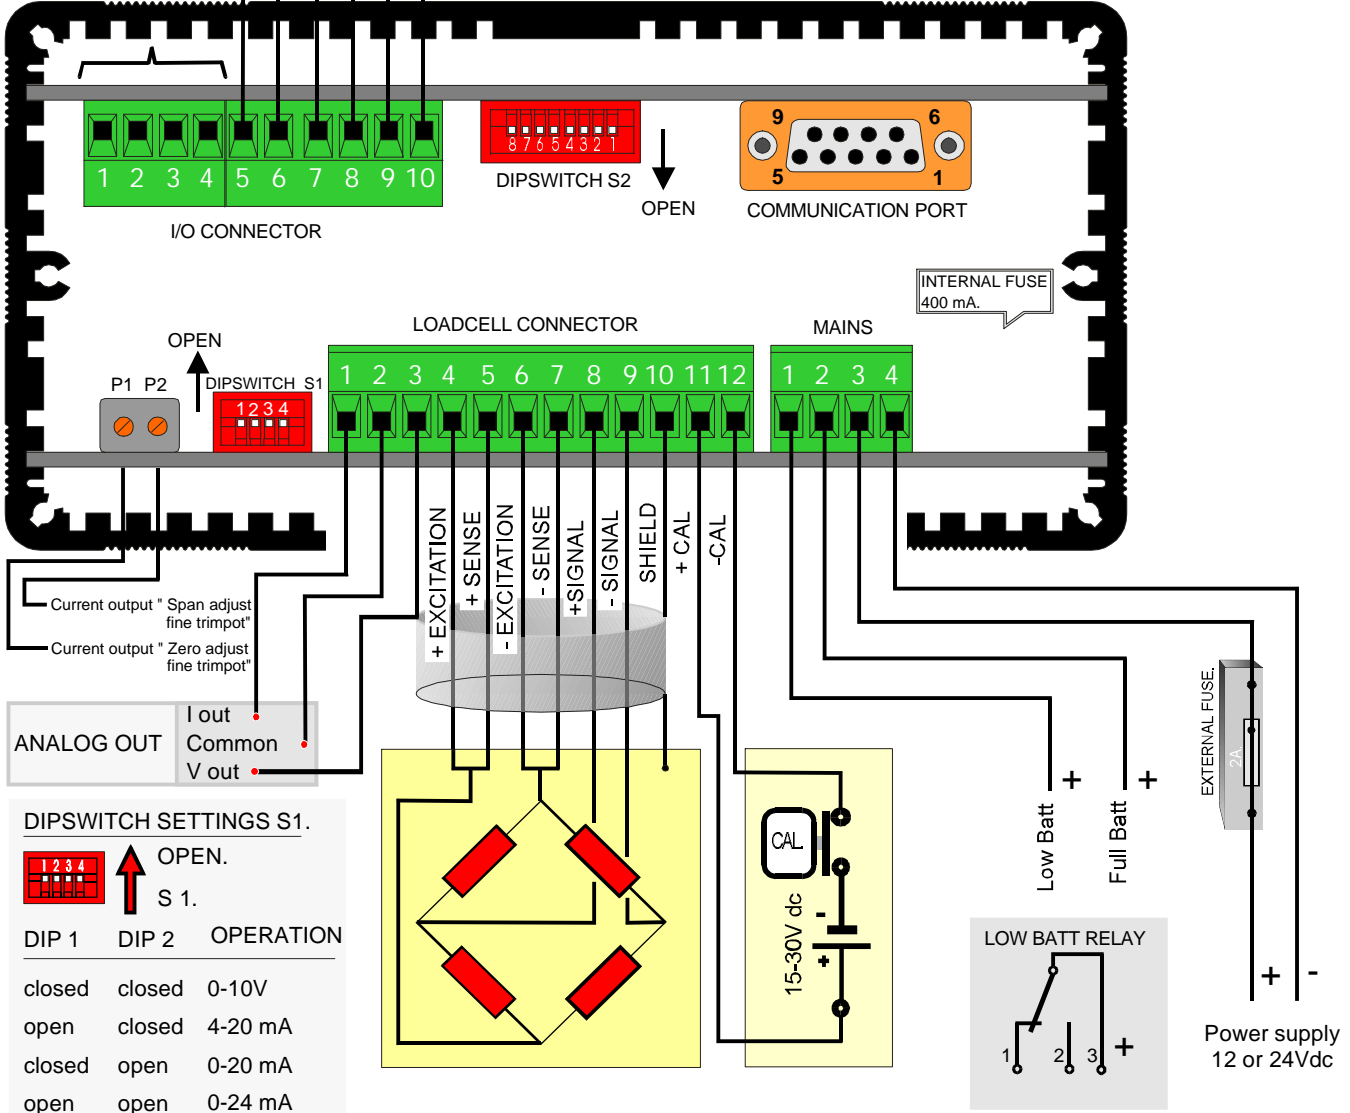 9 6
8 7 6 5 4 3 2 1
5 1
1 2 3 4 5 6 7 8 9 10
DIPSWITCH S2
OPEN
COMMUNICATION PORT
I/O CONNECTOR
INTERNAL FUSE
400 mA.
LOADCELL CONNECTOR
MAINS
OPEN
P1 P2
DIPSWITCH S1
1 2 3 4
1 2 3 4 5 6 7 8 9 10 11 12
1 2 3 4
+ EXCITATION
+ SENSE
- EXCITATION
- SENSE
+SIGNAL
- SIGNAL
SHIELD
+ CAL
-CAL
Current output " Span adjust
fine trimpot"
Current output " Zero adjust
fine trimpot"
ANALOG OUT
I out
Common
V out
EXTERNAL FUSE.
2A.
+
Low Batt
+
Full Batt
CAL
-
+
15-30V dc
+ -
Power supply
12 or 24Vdc
LOW BATT RELAY
1 2 3 +
DIPSWITCH SETTINGS S1.
1 2 3 4
OPEN.
S 1.
DIP 1 DIP 2 OPERATION
closed closed 0-10V
open closed 4-20 mA
closed open 0-20 mA
open open 0-24 mA